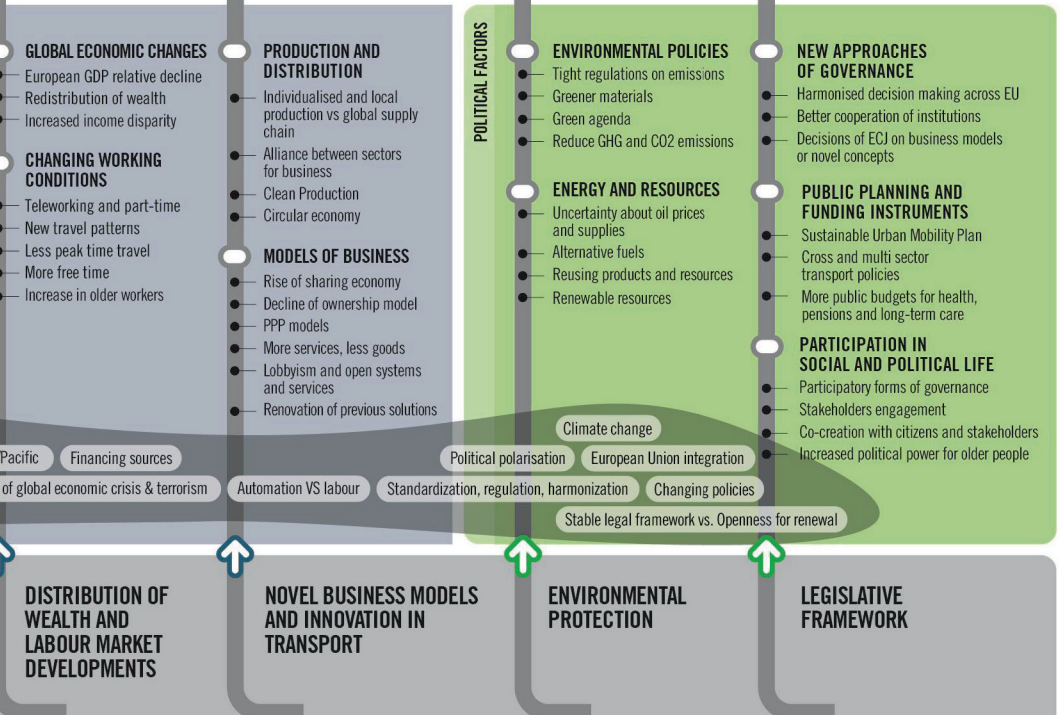 GLOBAL ECONOMIC CHANGES
European GDP relative decline
Redistribution of wealth
Increased income disparity
CHANGING WORKING
CONDITIONS
Teleworking and part-time
New travel patterns
Less peak time travel
More free time
Increase in older workers
PRODUCTION AND
DISTRIBUTION
Individualised and local
production vs global supply
chain
Alliance between sectors
for business
Clean Production
Circular economy
MODELS OF BUSINESS
Rise of sharing economy
Decline of ownership model
PPP models
More services, less goods
Lobbyism and open systems
and services
Renovation of previous solutions
POLITICAL FACTORS
ENVIRONMENTAL POLICIES
Tight regulations on emissions
Greener materials
Green agenda
Reduce GHG and CO2 emissions
ENERGY AND RESOURCES
Uncertainty about oil prices
and supplies
Alternative fuels
Reusing products and resources
Renewable resources
NEW APPROACHES
OF GOVERNANCE
Harmonised decision making across EU
Better cooperation of institutions
Decisions of ECJ on business models
or novel concepts
PUBLIC PLANNING AND
FUNDING INSTRUMENTS
Sustainable Urban Mobility Plan
Cross and multi sector
transport policies
More public budgets for health,
pensions and long-term care
PARTICIPATION IN
SOCIAL AND POLITICAL LIFE
Participatory forms of governance
Stakeholders engagement
Co-creation with citizens and stakeholders
Increased political power for older people
Climate change
/Pacific
Financing sources
Political polarisation
European Union integration
of global economic crisis & terrorism
Automation VS labour
Standardization, regulation, harmonization
Changing policies
Stable legal framework vs. Openness for renewal
DISTRIBUTION OF
WEALTH AND
LABOUR MARKET
DEVELOPMENTS
NOVEL BUSINESS MODELS
AND INNOVATION IN
TRANSPORT
ENVIRONMENTAL
PROTECTION
LEGISLATIVE
FRAMEWORK